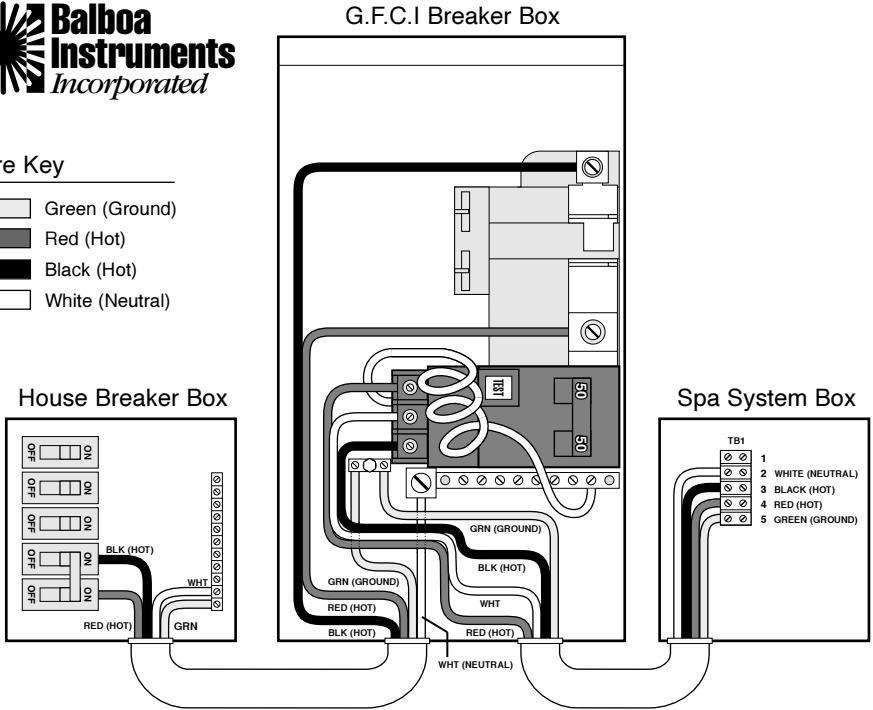 G.F.C.I Breaker Box
Balboa
Instruments
Incorporated
re Key
Green (Ground)
Red (Hot)
Black (Hot)
White (Neutral)
House Breaker Box
Spa System Box
TEST
50
50
OFF ON
OFF ON
OFF ON
OFF ON
OFF ON
BLK (HOT)
WHT
RED (HOT)
GRN
GRN (GROUND)
RED (HOT)
BLK (HOT)
WHT (NEUTRAL)
GRN (GROUND)
BLK (HOT)
WHT
RED (HOT)
TB1
1
2 WHITE (NEUTRAL)
3 BLACK (HOT)
4 RED (HOT)
5 GREEN (GROUND)